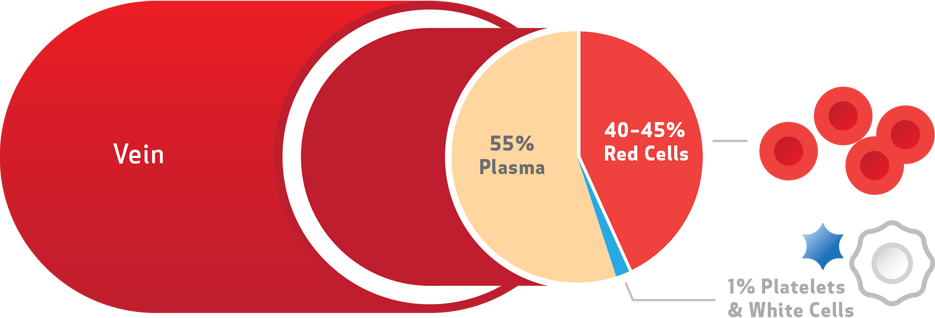 Vein
55%
Plasma
40-45%
Red Cells
1% Platelets
& White Cells